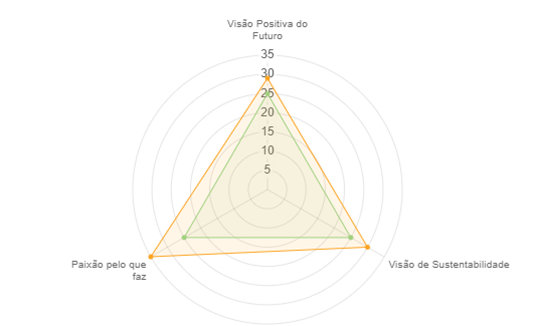 Visão Positiva do
Futuro
35
30
25
20
15
10
5
Paixão pelo que
faz
Visão de Sustentabilidade